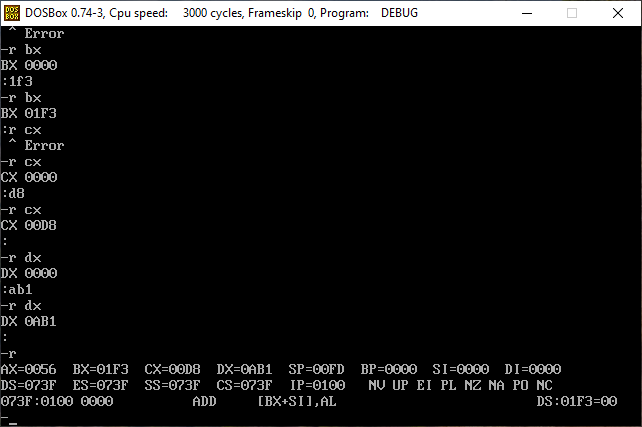 DOS BOX DOSBox 0.74-3, Cpu speed: 3000 cycles, Frameskip 0, Program: DEBUG
^ Error
-r bx
BX 0000
:1f3
-r bx
BX 01F3
:r cx
^ Error
-r cx
CX 0000
:d8
-r cx
CX 00D8
:
-r dx
DX 0000
:ab1
-r dx
DX 0AB1
:
-r
AX=0056 BX=01F3 CX=00D8 DX=0AB1 SP=00FD BP=0000 SI=0000 DI=0000
DS=073F ES=073F SS=073F CS=073F IP=0100 NV UP EI PL NZ NA PO NC
073F:0100 0000 ADD [BX+SI],AL DS:01F3=00
-_